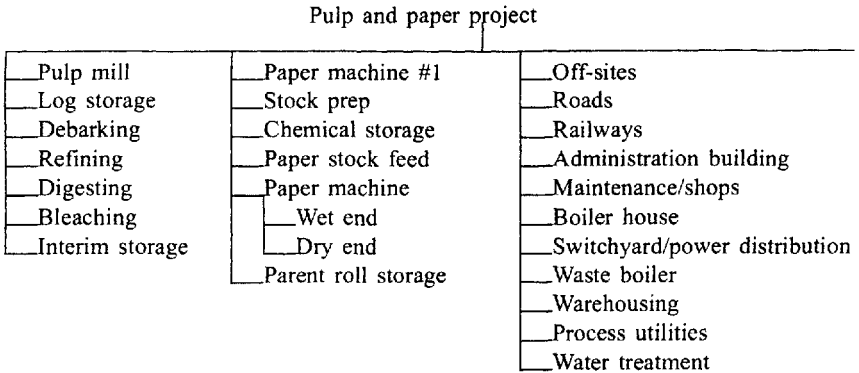 Pulp and paper project
Pulp mill
Log storage
Debarking
Refining
Digesting
Bleaching
Interim storage
Paper machine #1
Stock prep
Chemical storage
Paper stock feed
Paper machine
Wet end
Dry end
Parent roll storage
Off-sites
Roads
Railways
Administration building
Maintenance/shops
Boiler house
Switchyard/power distribution
Waste boiler
Warehousing
Process utilities
Water treatment